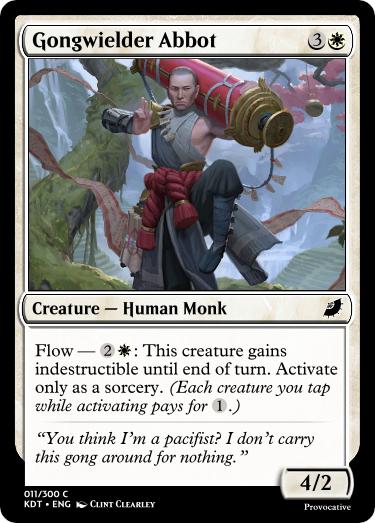 Gongwielder Abbot 3
Creature — Human Monk
Flow — 2 : This creature gains
indestructible until end of turn. Activate
only as a sorcery. (Each creature you tap
while activating pays for 1.)
“You think I’m a pacifist? I don’t carry
this gong around for nothing.”
4/2
011/300 C
KDT • ENG Clint Clearley
Provocative